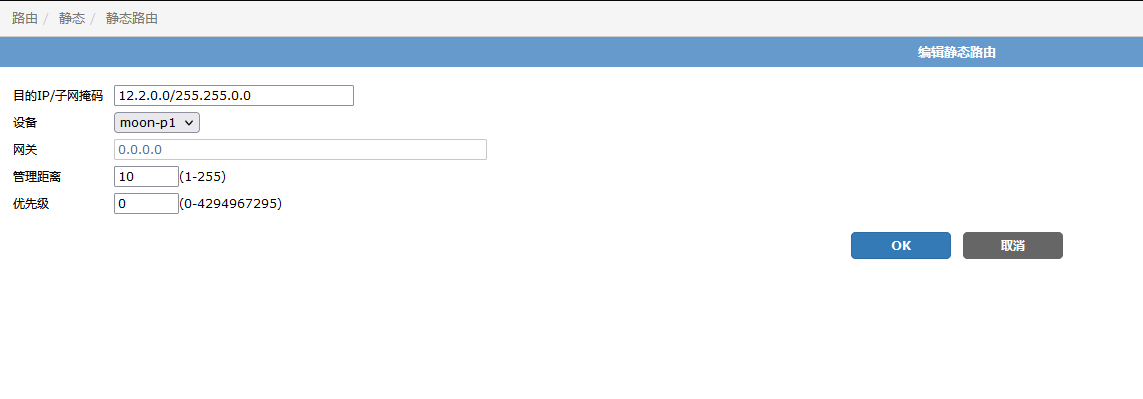 路由 / 静态 / 静态路由
编辑静态路由
目的IP/子网掩码 12.2.0.0/255.255.0.0
设备 moon-p1
网关 0.0.0.0
管理距离 10 (1-255)
优先级 0 (0-4294967295)
OK 取消